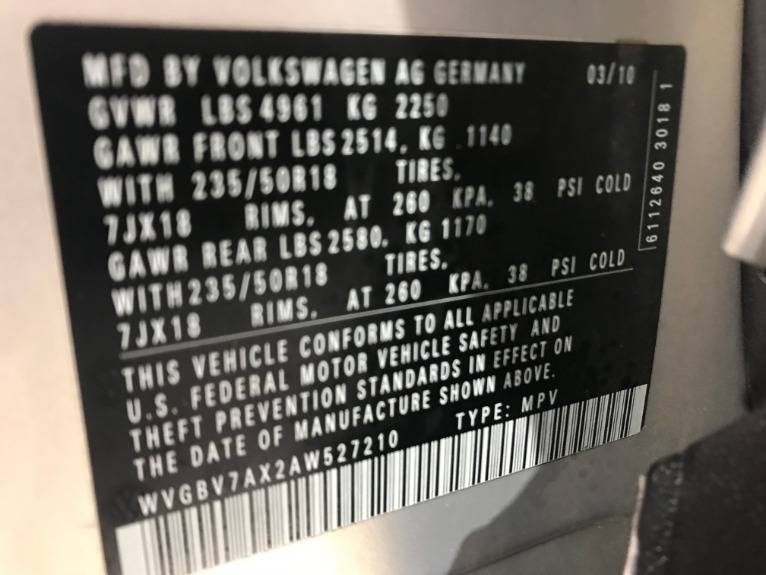 MFD BY VOLKSWAGEN AG GERMANY 03/10
GVWR LBS 4961 KG 2250
GAWR FRONT LBS 2514, KG 1140
WITH 235/50R18 TIRES,
7JX18 RIMS, AT 260 KPA, 38 PSI COLD
GAWR REAR LBS 2580, KG 1170
WITH 235/50R18 TIRES,
7JX18 RIMS, AT 260 KPA, 38 PSI COLD
THIS VEHICLE CONFORMS TO ALL APPLICABLE
U.S. FEDERAL MOTOR VEHICLE SAFETY AND
THEFT PREVENTION STANDARDS IN EFFECT ON
THE DATE OF MANUFACTURE SHOWN ABOVE.
WVGBV7AX2AW527210 TYPE: MPV
6112640 3018 1